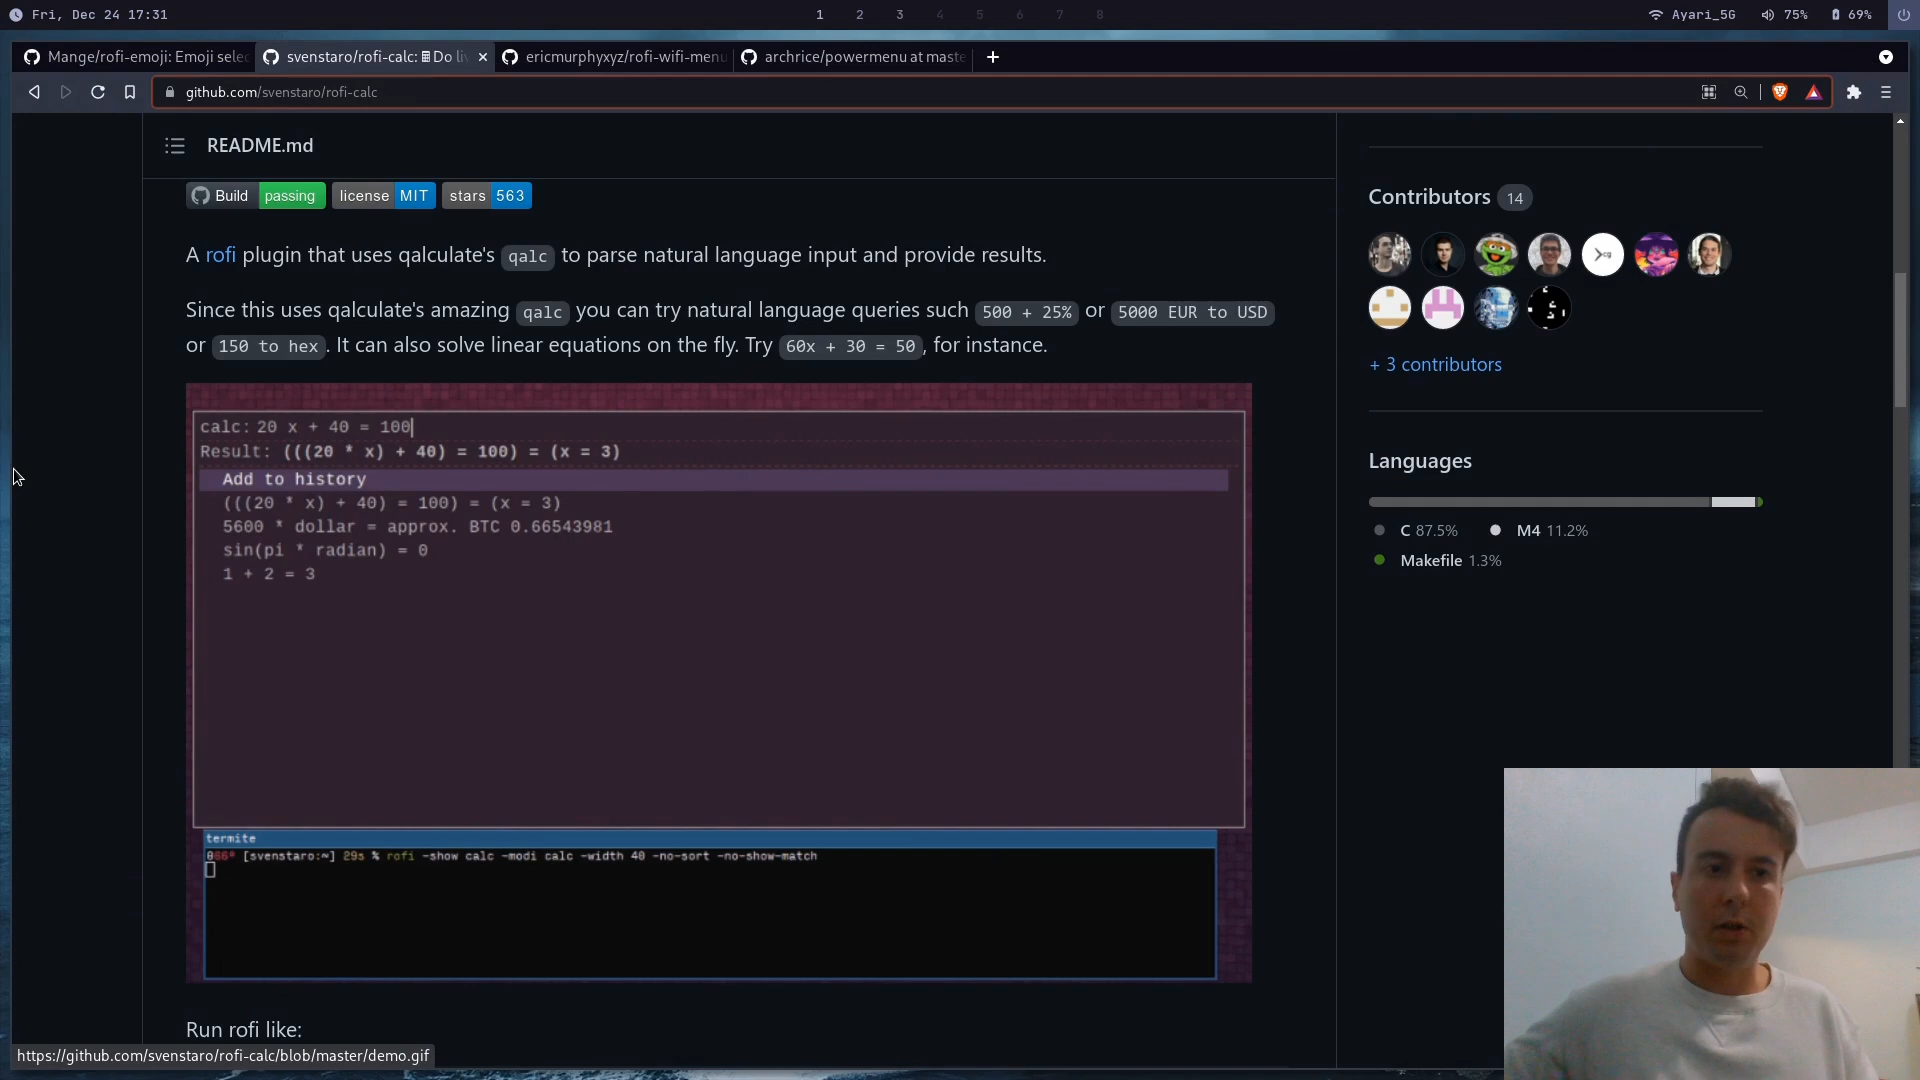 Fri, Dec 24 17:31
1 2 3 4 5 6 7 8
Ayari_5G 75% 69%
Mange/rofi-emoji: Emoji selec
svenstaro/rofi-calc: 🖩 Do li
ericmurphyxyz/rofi-wifi-menu
archrice/powermenu at maste
github.com/svenstaro/rofi-calc
README.md
Build passing license MIT stars 563
A rofi plugin that uses qalculate's qalc to parse natural language input and provide results.
Since this uses qalculate's amazing qalc you can try natural language queries such 500 + 25% or 5000 EUR to USD
or 150 to hex. It can also solve linear equations on the fly. Try 60x + 30 = 50, for instance.
calc: 20 x + 40 = 100
Result: (((20 * x) + 40) = 100) = (x = 3)
Add to history
(((20 * x) + 40) = 100) = (x = 3)
5600 * dollar = approx. BTC 0.66543981
sin(pi * radian) = 0
1 + 2 = 3
termite
[svenstaro:~] 29s % rofi -show calc -modi calc -width 40 -no-sort -no-show-match
Run rofi like:
https://github.com/svenstaro/rofi-calc/blob/master/demo.gif
Contributors 14
+ 3 contributors
Languages
C 87.5% M4 11.2%
Makefile 1.3%